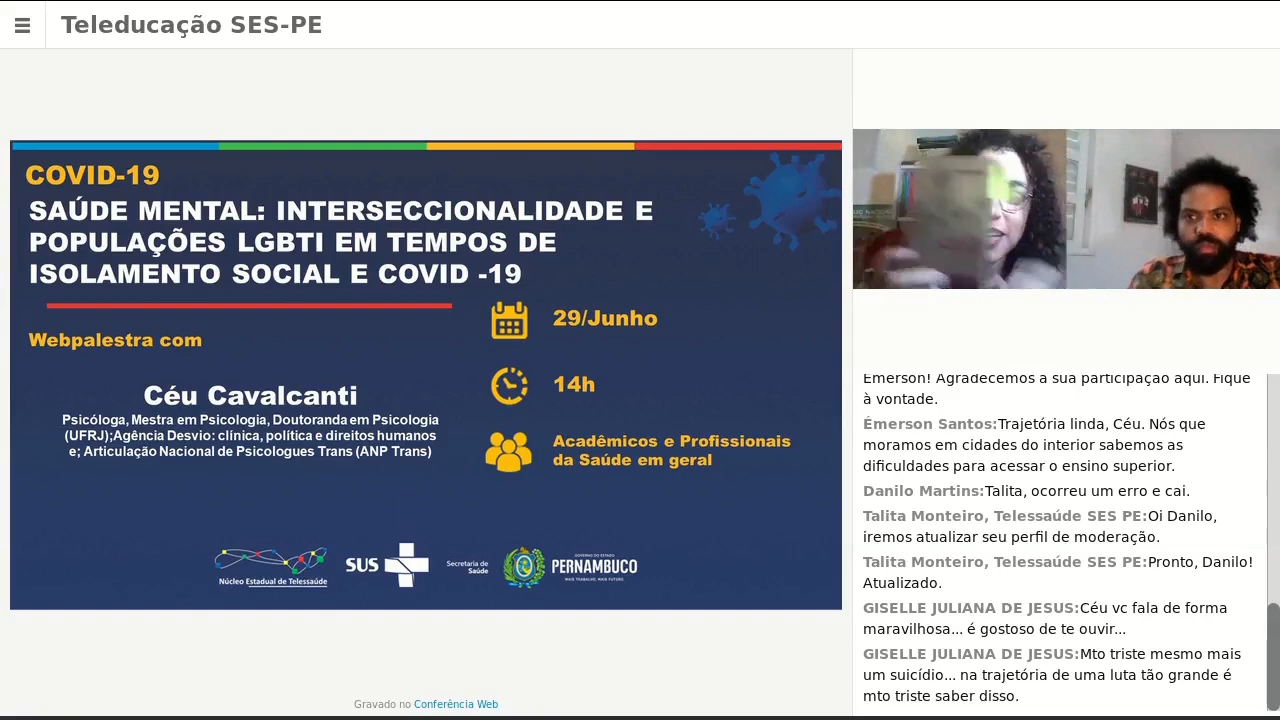 Teleducação SES-PE
COVID-19
SAÚDE MENTAL: INTERSECCIONALIDADE E
POPULAÇÕES LGBTI EM TEMPOS DE
ISOLAMENTO SOCIAL E COVID -19
Webpalestra com
Céu Cavalcanti
Psicóloga, Mestra em Psicologia, Doutoranda em Psicologia
(UFRJ);Agência Desvio: clínica, política e direitos humanos
e; Articulação Nacional de Psicologues Trans (ANP Trans)
29/Junho
14h
Acadêmicos e Profissionais
da Saúde em geral
Núcleo Estadual de Telessaúde
SUS
Secretaria de
Saúde
GOVERNO DO ESTADO
PERNAMBUCO
MAIS TRABALHO, MAIS FUTURO.
Gravado no Conferência Web
Emerson! Agradecemos a sua participação aqui. Fique
à vontade.
Émerson Santos:Trajetória linda, Céu. Nós que
moramos em cidades do interior sabemos as
dificuldades para acessar o ensino superior.
Danilo Martins:Talita, ocorreu um erro e cai.
Talita Monteiro, Telessaúde SES PE:Oi Danilo,
iremos atualizar seu perfil de moderação.
Talita Monteiro, Telessaúde SES PE:Pronto, Danilo!
Atualizado.
GISELLE JULIANA DE JESUS:Céu vc fala de forma
maravilhosa... é gostoso de te ouvir...
GISELLE JULIANA DE JESUS:Mto triste mesmo mais
um suicídio... na trajetória de uma luta tão grande é
mto triste saber disso.